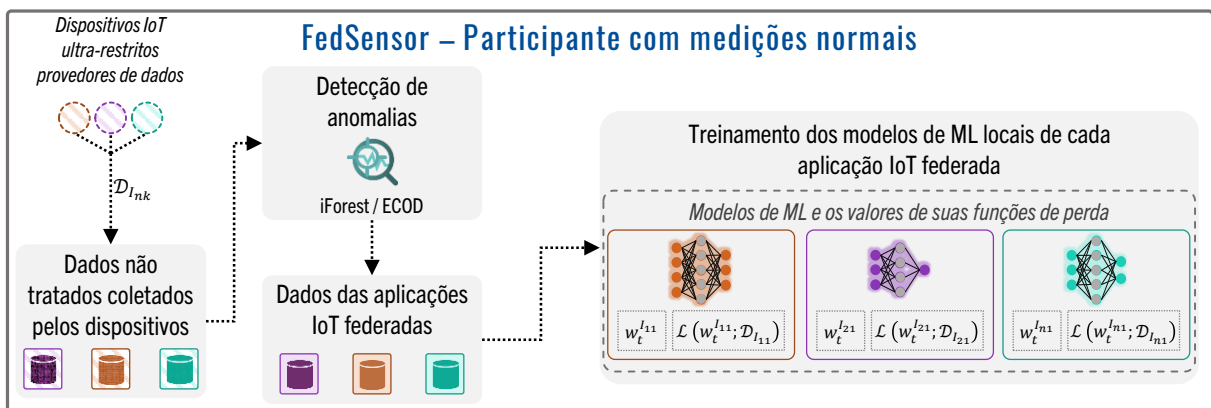 FedSensor – Participante com medições normais
Dispositivos IoT
ultra-restritos
provedores de dados
𝒟_{I_{nk}}
Dados não
tratados coletados
pelos dispositivos
Detecção de
anomalias
iForest / ECOD
Dados das aplicações
IoT federadas
Treinamento dos modelos de ML locais de cada
aplicação IoT federada
Modelos de ML e os valores de suas funções de perda
w_t^{I_{11}} ℒ(w_t^{I_{11}}; 𝒟_{I_{11}})
w_t^{I_{21}} ℒ(w_t^{I_{21}}; 𝒟_{I_{21}})
w_t^{I_{n1}} ℒ(w_t^{I_{n1}}; 𝒟_{I_{n1}})